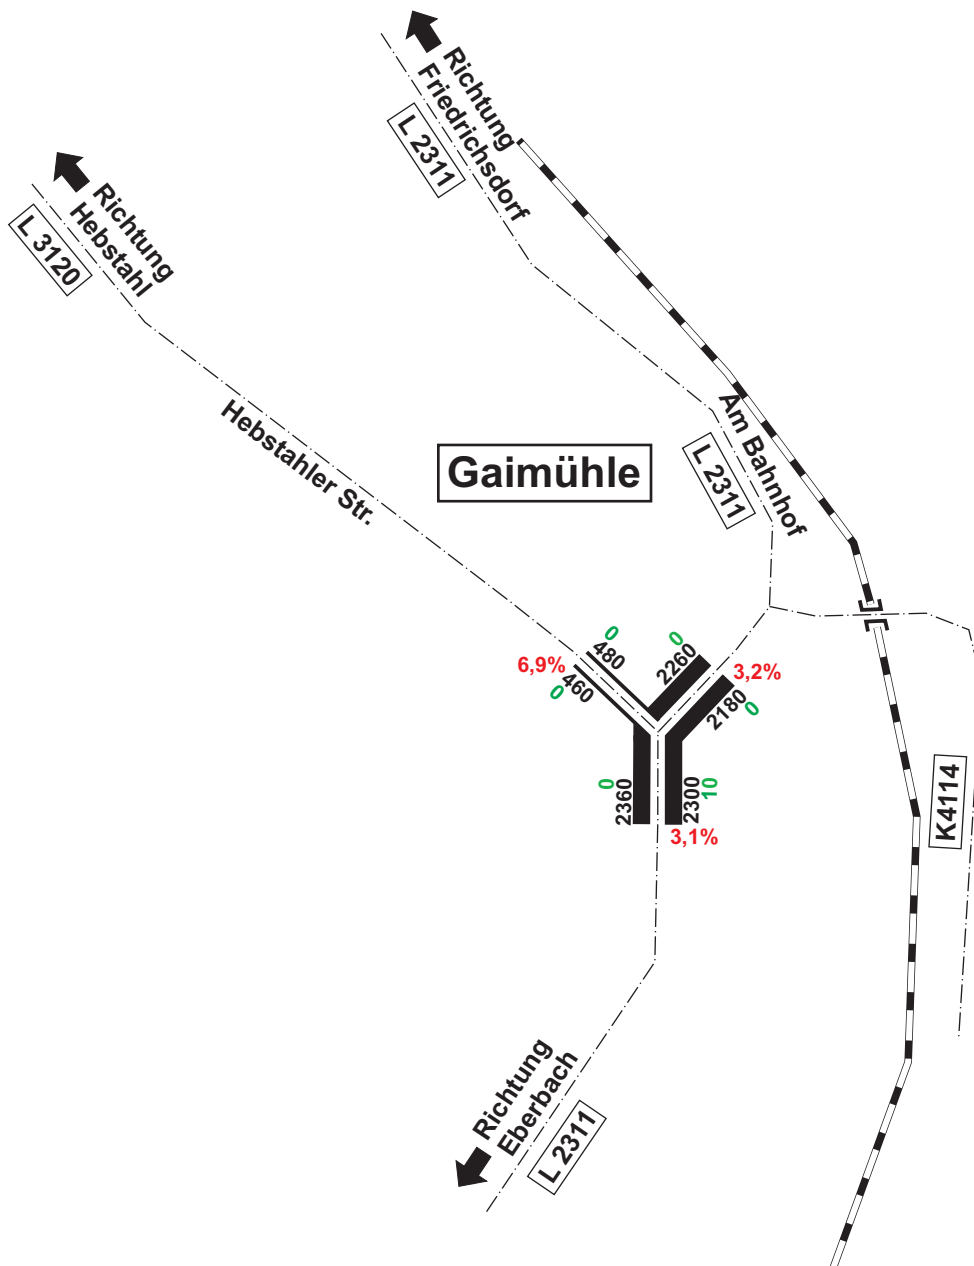 Richtung
Friedrichsdorf
L 2311
Richtung
Hebstahl
L 3120
Hebstahler Str.
Gaimühle
Am Bahnhof
L 2311
0
480
6,9%
460
0
0
2260
3,2%
2180
0
0
2360
2300
10
3,1%
K4114
Richtung
Eberbach
L 2311